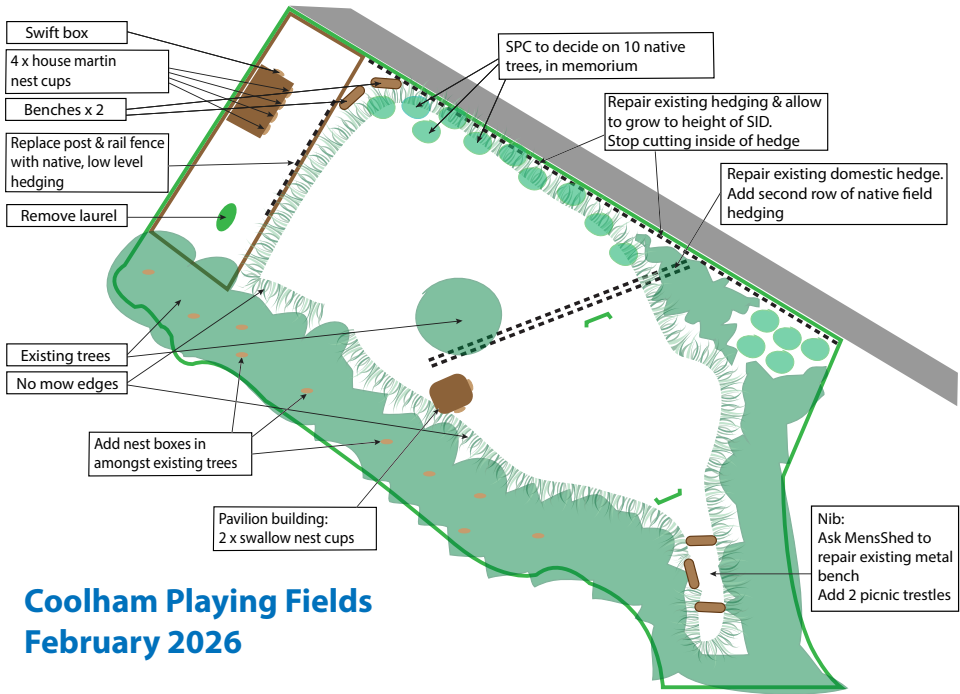 Swift box
4 x house martin
nest cups
Benches x 2
Replace post & rail fence
with native, low level
hedging
Remove laurel
SPC to decide on 10 native
trees, in memorium
Repair existing hedging & allow
to grow to height of SID.
Stop cutting inside of hedge
Repair existing domestic hedge.
Add second row of native field
hedging
Existing trees
No mow edges
Add nest boxes in
amongst existing trees
Pavilion building:
2 x swallow nest cups
Nib:
Ask MensShed to
repair existing metal
bench
Add 2 picnic trestles
Coolham Playing Fields
February 2026